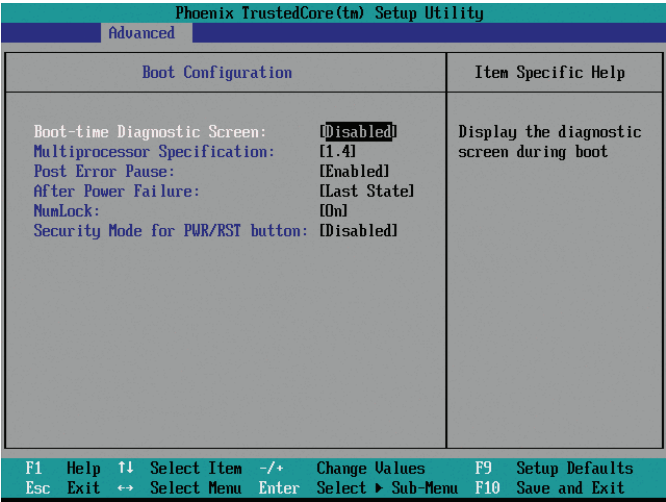 Phoenix TrustedCore(tm) Setup Utility
Advanced
Boot Configuration
Item Specific Help
Boot-time Diagnostic Screen: [Disabled]
Multiprocessor Specification: [1.4]
Post Error Pause: [Enabled]
After Power Failure: [Last State]
NumLock: [On]
Security Mode for PWR/RST button: [Disabled]
Display the diagnostic
screen during boot
F1 Help ↑↓ Select Item -/+ Change Values F9 Setup Defaults
Esc Exit ↔ Select Menu Enter Select ▶ Sub-Menu F10 Save and Exit